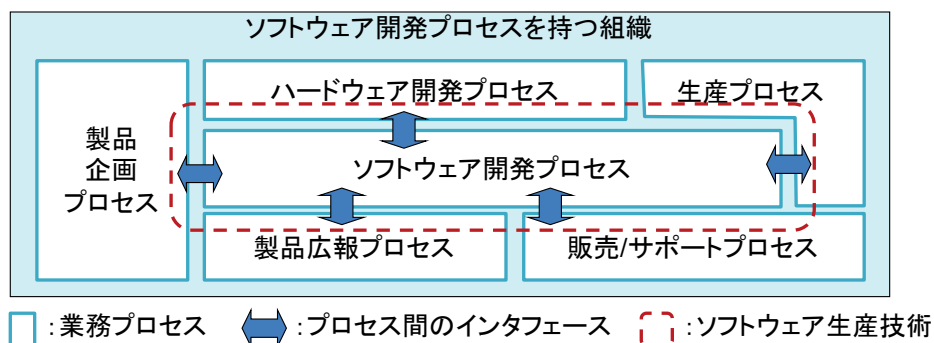 ソフトウェア開発プロセスを持つ組織
ハードウェア開発プロセス
生産プロセス
製品
企画
プロセス
ソフトウェア開発プロセス
製品広報プロセス
販売/サポートプロセス
:業務プロセス
:プロセス間のインタフェース
:ソフトウェア生産技術